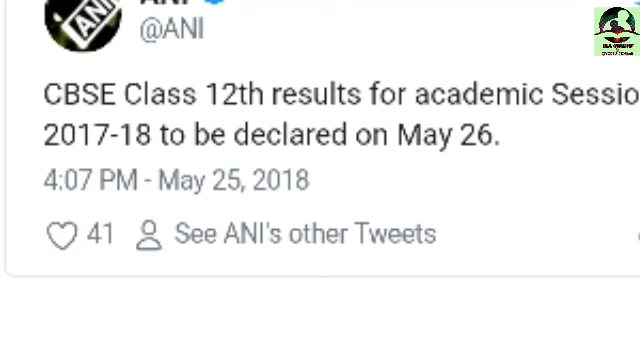 ANI
@ANI
CBSE Class 12th results for academic Sessio
2017-18 to be declared on May 26.
4:07 PM - May 25, 2018
41 See ANI's other Tweets